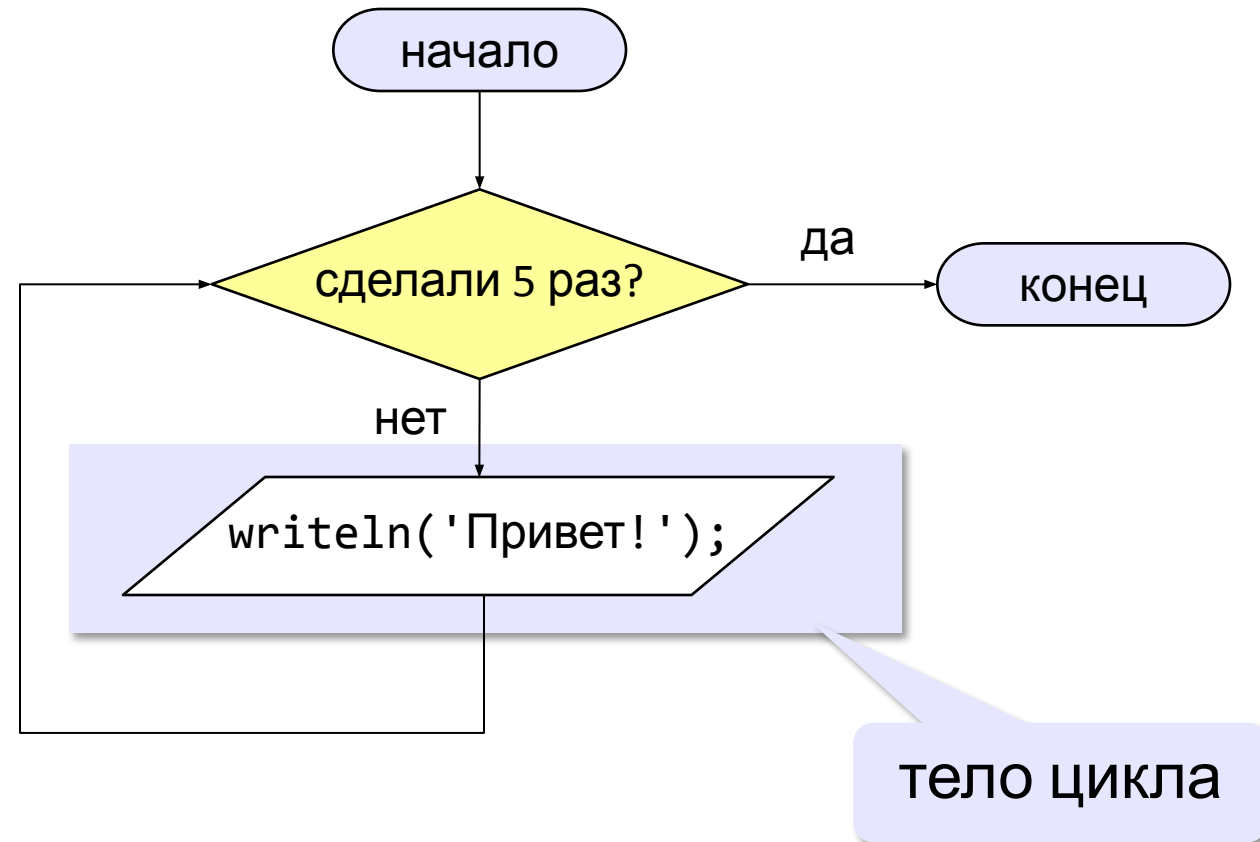 начало
сделали 5 раз?
да
конец
нет
writeln('Привет!');
тело цикла